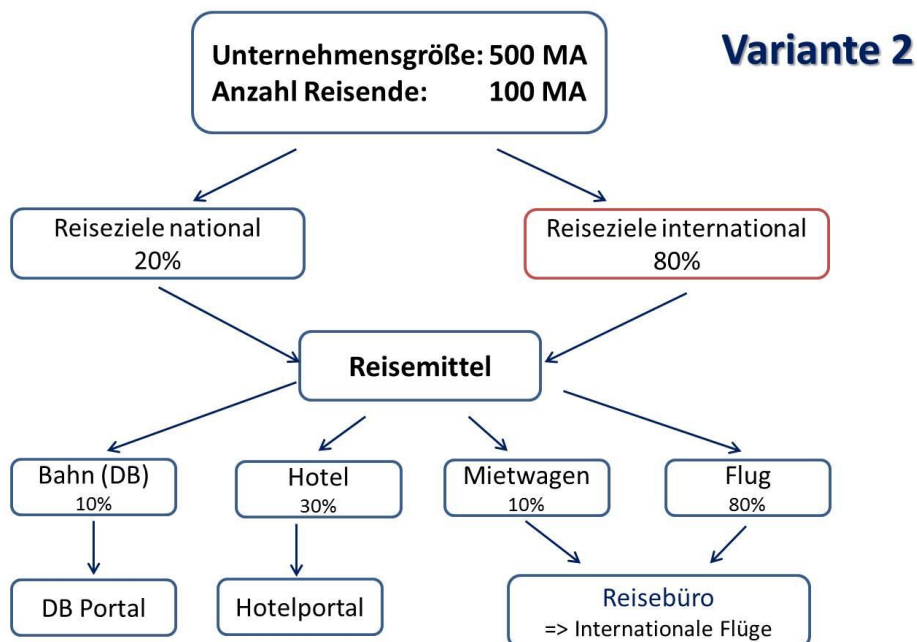 Variante 2
Unternehmensgröße: 500 MA
Anzahl Reisende: 100 MA
Reiseziele national
20%
Reiseziele international
80%
Reisemittel
Bahn (DB)
10%
Hotel
30%
Mietwagen
10%
Flug
80%
DB Portal
Hotelportal
Reisebüro
=> Internationale Flüge